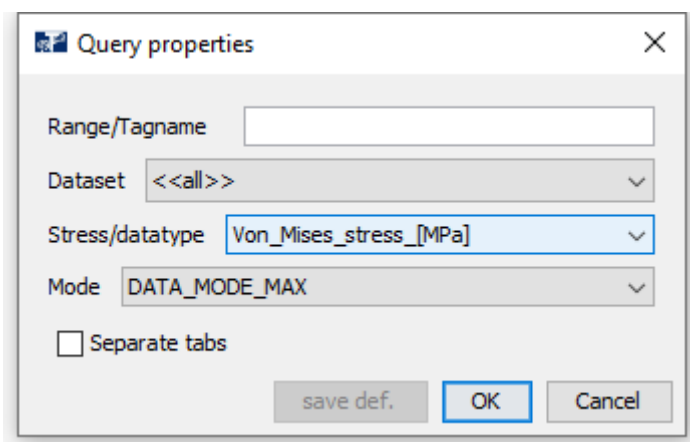 Query properties
Range/Tagname
Dataset <<all>>
Stress/datatype Von_Mises_stress_[MPa]
Mode DATA_MODE_MAX
Separate tabs
save def. OK Cancel